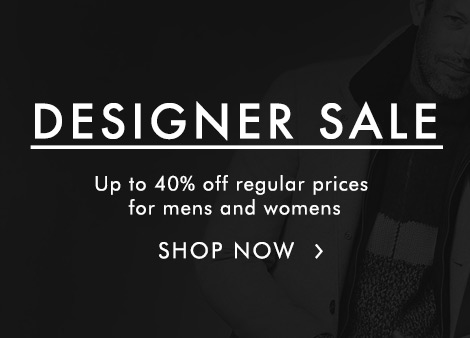 DESIGNER SALE
Up to 40% off regular prices
for mens and womens
SHOP NOW >